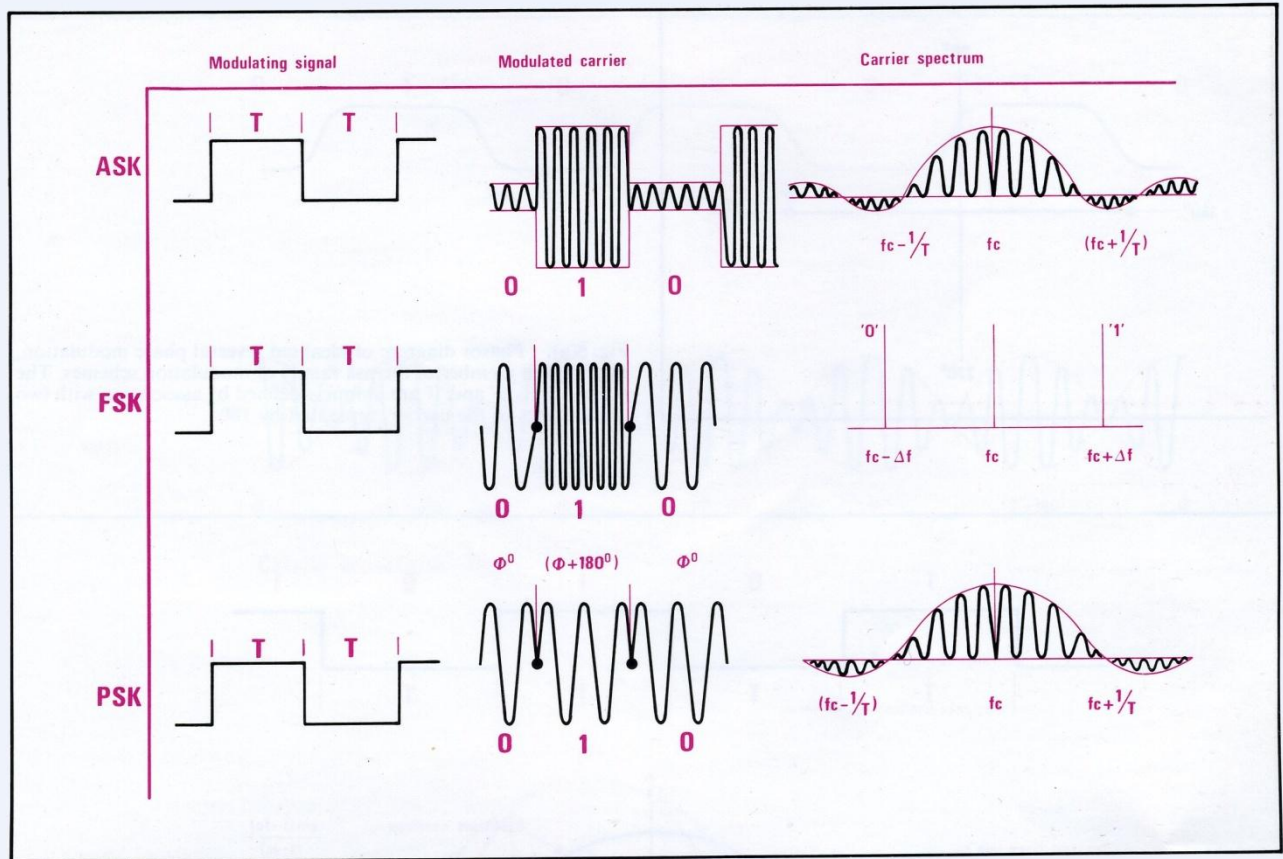 Modulating signal Modulated carrier Carrier spectrum
ASK
T T
0 1 0
fc-1/T fc (fc+1/T)
FSK
T T
0 1 0
'0' '1'
fc-Δf fc fc+Δf
PSK
Φ⁰ (Φ+180⁰) Φ⁰
T T
0 1 0
(fc-1/T) fc fc+1/T